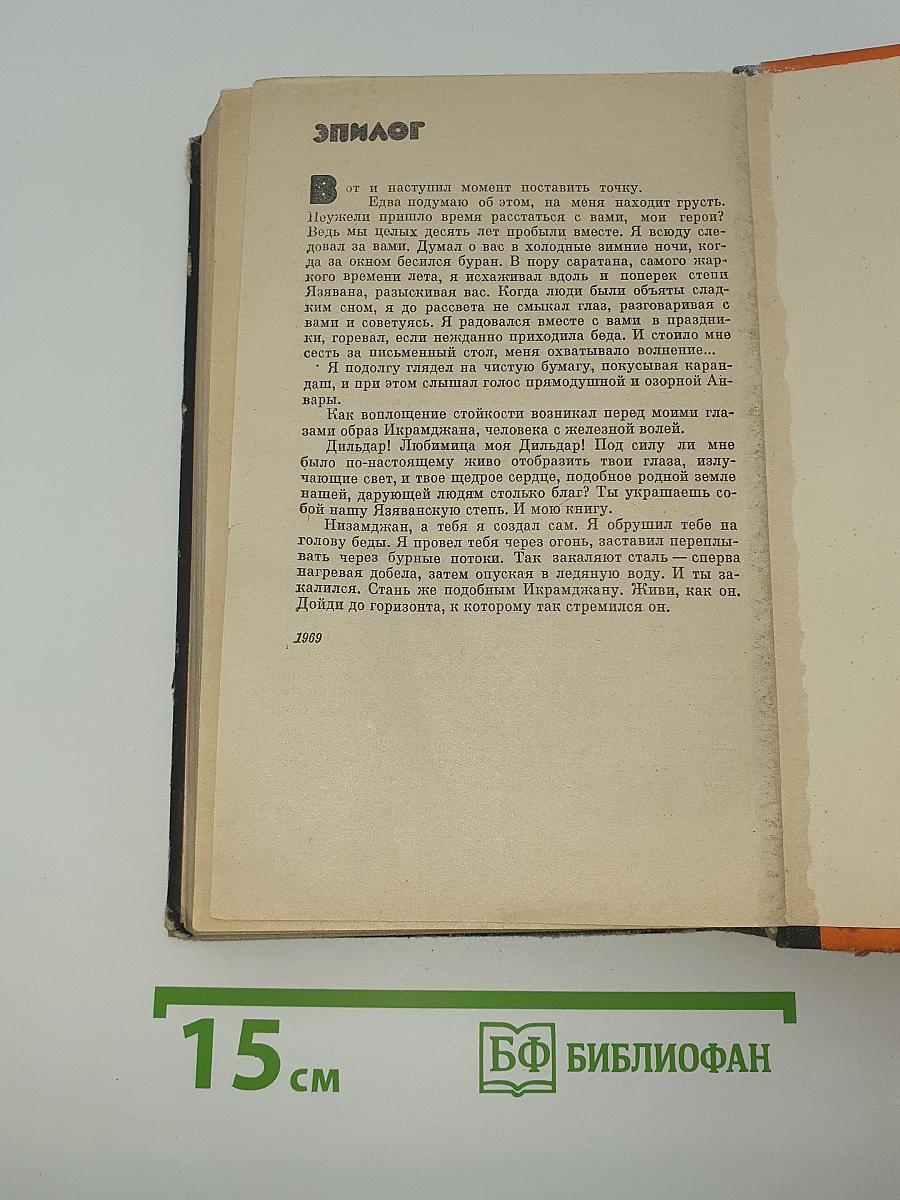 ЭПИЛОГ
Вот и наступил момент поставить точку.
Едва подумаю об этом, на меня находит грусть.
Неужели пришло время расстаться с вами, мои герои?
Ведь мы целых десять лет пробыли вместе. Я всюду сле-
довал за вами. Думал о вас в холодные зимние ночи, ког-
да за окном бесился буран. В пору саратана, самого жар-
кого времени лета, я исхаживал вдоль и поперек степи
Язявана, разыскивая вас. Когда люди были объяты слад-
ким сном, я до рассвета не смыкал глаз, разговаривая с
вами и советуясь. Я радовался вместе с вами в праздни-
ки, горевал, если нежданно приходила беда. И стоило мне
сесть за письменный стол, меня охватывало волнение...
Я подолгу глядел на чистую бумагу, покусывая каран-
даш, и при этом слышал голос прямодушной и озорной Ан-
вары.
Как воплощение стойкости возникал перед моими гла-
зами образ Икрамджана, человека с железной волей.
Дильдар! Любимица моя Дильдар! Под силу ли мне
было по-настоящему живо отобразить твои глаза, излу-
чающие свет, и твое щедрое сердце, подобное родной земле
нашей, дарующей людям столько благ? Ты украшаешь со-
бой нашу Язяванскую степь. И мою книгу.
Низамджан, а тебя я создал сам. Я обрушил тебе на
голову беды. Я провел тебя через огонь, заставил переплы-
вать через бурные потоки. Так закаляют сталь — сперва
нагревая добела, затем опуская в ледяную воду. И ты за-
калился. Стань же подобным Икрамджану. Живи, как он.
Дойди до горизонта, к которому так стремился он.
1969
15 см
БФ БИБЛИОФАН